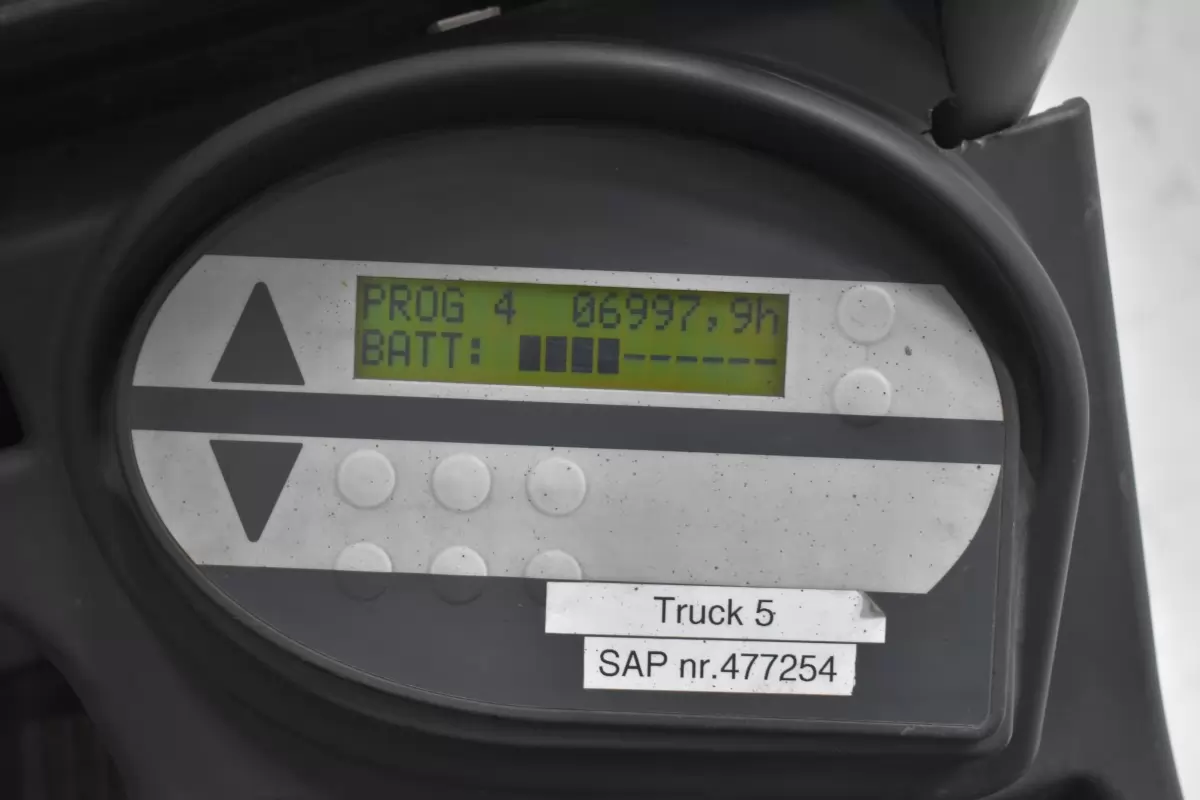 PROG 4 06997,9h
BATT: ■■■■------
Truck 5
SAP nr.477254